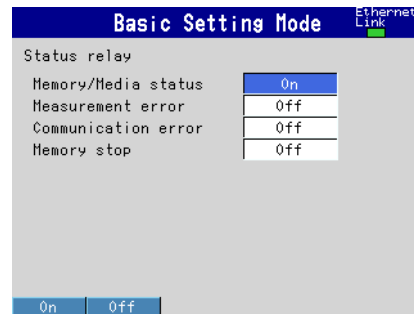 Basic Setting Mode
Ethernet
Link
Status relay
Memory/Media status On
Measurement error Off
Communication error Off
Memory stop Off
On Off